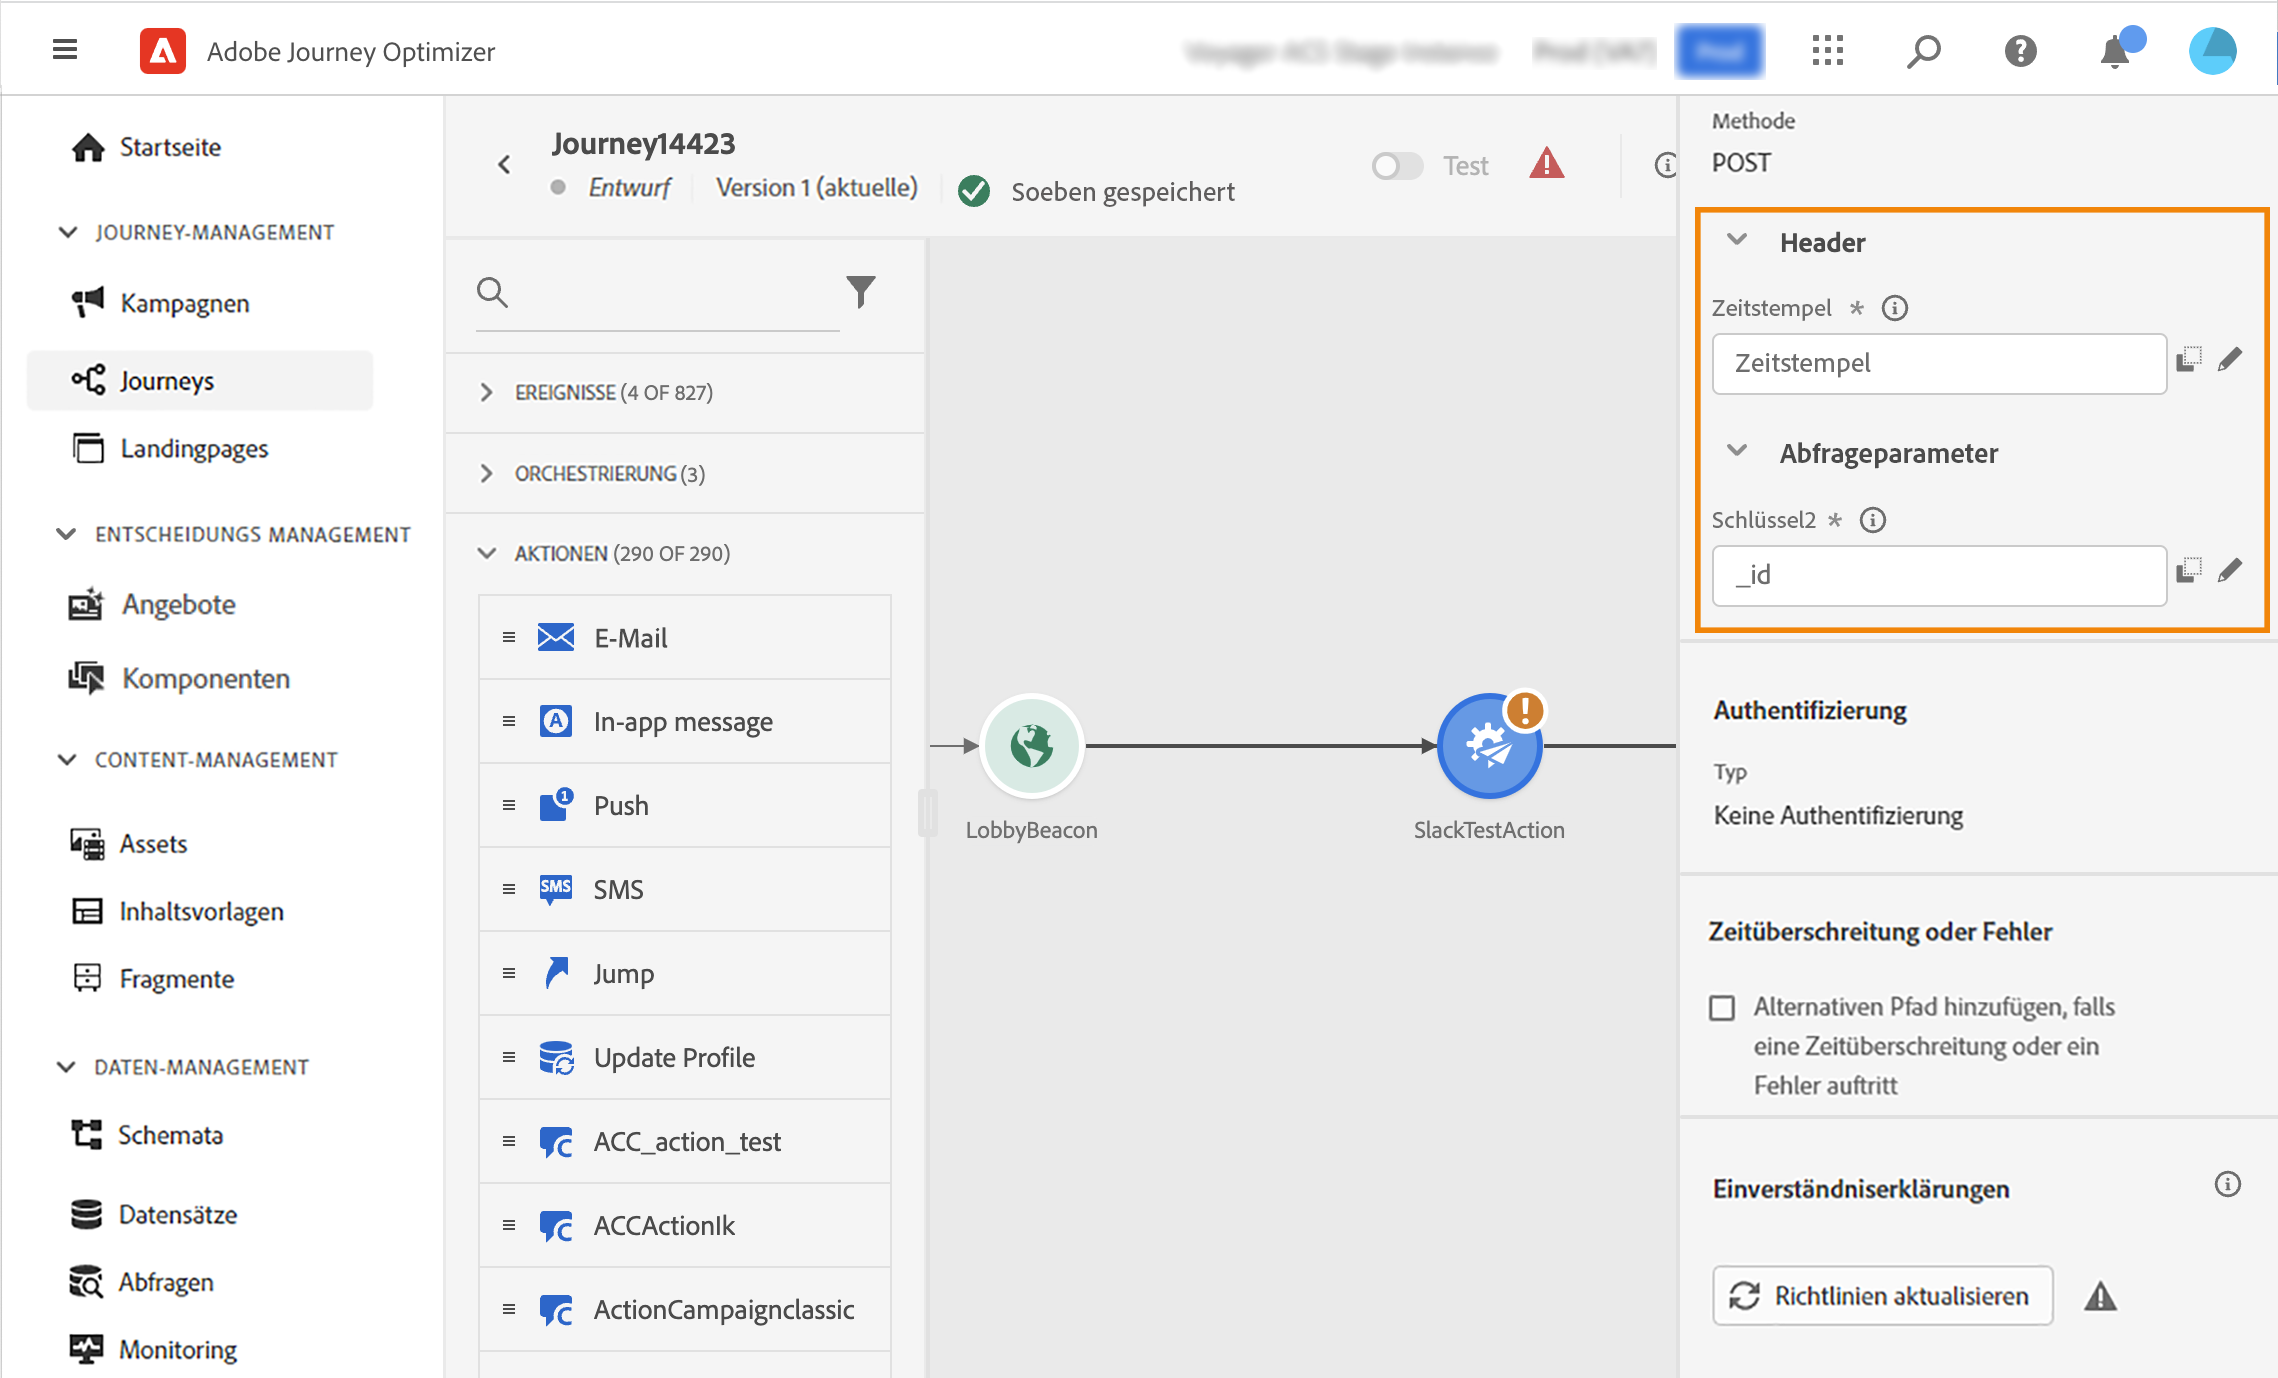 Adobe Journey Optimizer
Startseite
JOURNEY-MANAGEMENT
Kampagnen
Journeys
Landingpages
ENTSCHEIDUNGS MANAGEMENT
Angebote
Komponenten
CONTENT-MANAGEMENT
Assets
Inhaltsvorlagen
Fragmente
DATEN-MANAGEMENT
Schemata
Datensätze
Abfragen
Monitoring
Journey14423
Entwurf
Version 1 (aktuelle)
Soeben gespeichert
Test
EREIGNISSE (4 OF 827)
ORCHESTRIERUNG (3)
AKTIONEN (290 OF 290)
E-Mail
In-app message
Push
SMS
SMS
Jump
Update Profile
ACC_action_test
ACCActionIk
ActionCampaignclassic
LobbyBeacon
SlackTestAction
Methode
POST
Header
Zeitstempel *
Zeitstempel
Abfrageparameter
Schlüssel2 *
_id
Authentifizierung
Typ
Keine Authentifizierung
Zeitüberschreitung oder Fehler
Alternativen Pfad hinzufügen, falls
eine Zeitüberschreitung oder ein
Fehler auftritt
Einverständniserklärungen
Richtlinien aktualisieren